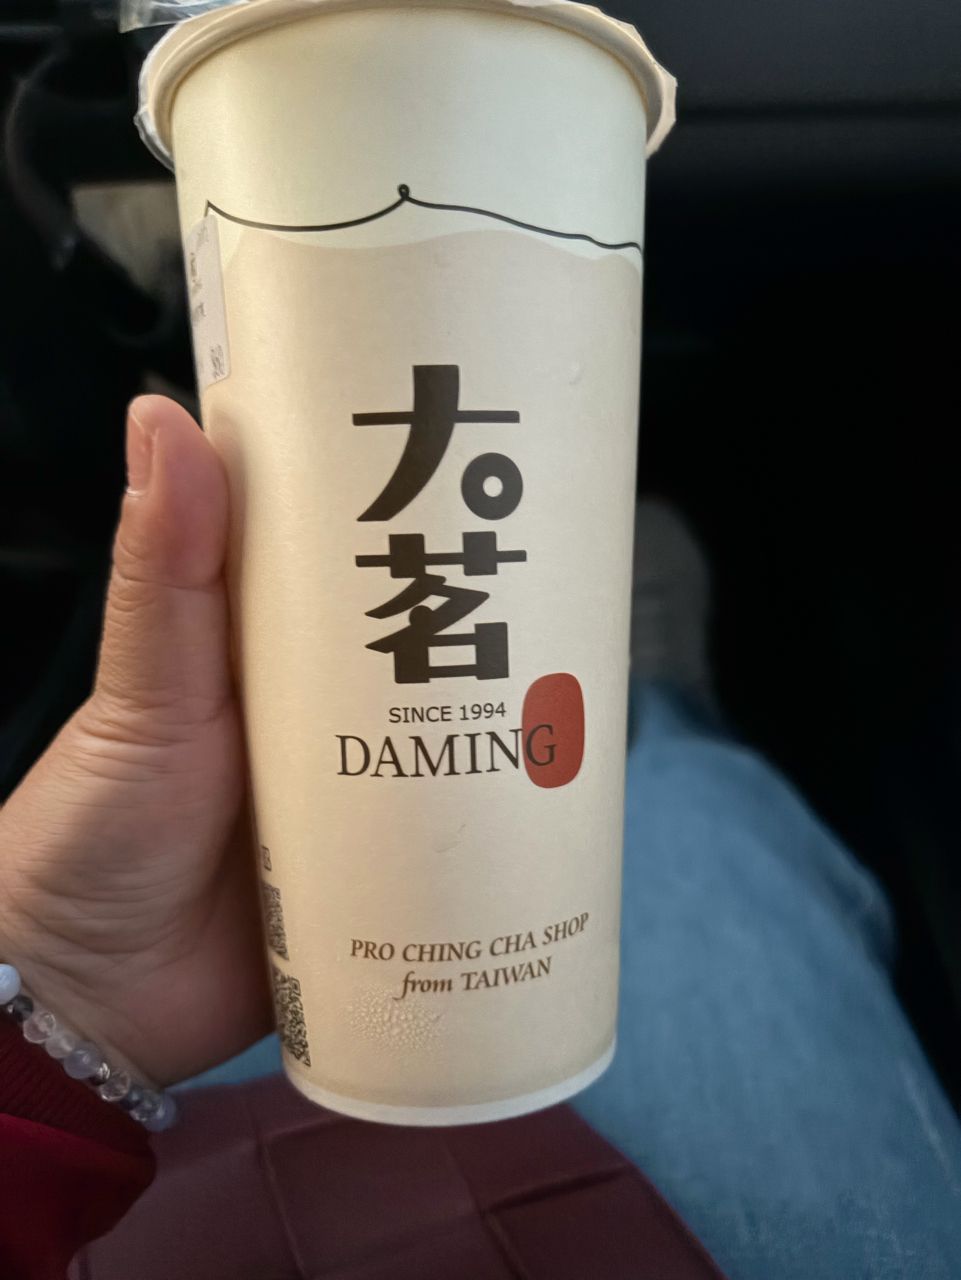 大茗
SINCE 1994
DAMING
PRO CHING CHA SHOP
from TAIWAN